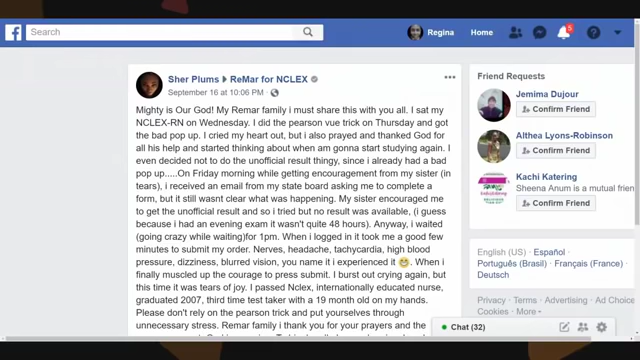 Search
Regina
Home
5
Sher Plums ▸ ReMar for NCLEX
September 16 at 10:06 PM ·
Mighty is Our God! My Remar family i must share this with you all. I sat my
NCLEX-RN on Wednesday. I did the pearson vue trick on Thursday and got
the bad pop up. I cried my heart out, but i also prayed and thanked God for
all his help and started thinking about when am gonna start studying again. I
even decided not to do the unofficial result thingy, since i already had a bad
pop up.....On Friday morning while getting encouragement from my sister (in
tears), i received an email from my state board asking me to complete a
form, but it still wasnt clear what was happening. My sister encouraged me
to get the unofficial result and so i tried but no result was available, (i guess
because i had an evening exam it wasn't quite 48 hours). Anyway, i waited
(going crazy while waiting)for 1pm. When i logged in it took me a good few
minutes to submit my order. Nerves, headache, tachycardia, high blood
pressure, dizziness, blurred vision, you name it i experienced it 😁. When i
finally muscled up the courage to press submit. I burst out crying again, but
this time it was tears of joy. I passed Nclex, internationally educated nurse,
graduated 2007, third time test taker with a 19 month old on my hands.
Please don't rely on the pearson trick and put yourselves through
unnecessary stress. Remar family i thank you for your prayers and the
Friend Requests
Jemima Dujour
Confirm Friend
Althea Lyons-Robinson
Confirm Friend
Kachi Katering
Sheena Anum is a mutual frien
Confirm Friend
English (US) · Español ·
Português (Brasil) · Français (France) ·
Deutsch
Privacy · Terms · Advertising · Ad Choice
Cookies · More
Chat (32)